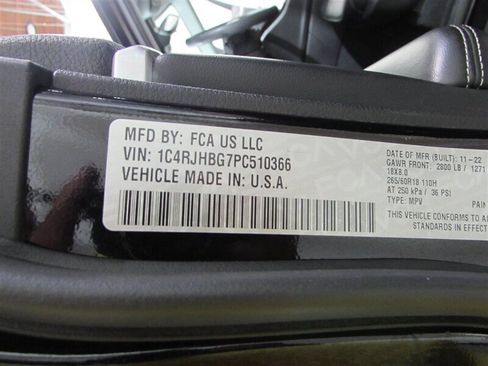 MFD BY: FCA US LLC
VIN: 1C4RJHBG7PC510366
VEHICLE MADE IN: U.S.A.
DATE OF MFR (BUILT): 11-22
GAWR FRONT: 2800 LB / 1271
18X8.0
265/60R18 110H
AT 250 kPa / 36 PSI
TYPE: MPV
PAIN
THIS VEHICLE CONFORMS
STANDARDS IN EFFECT